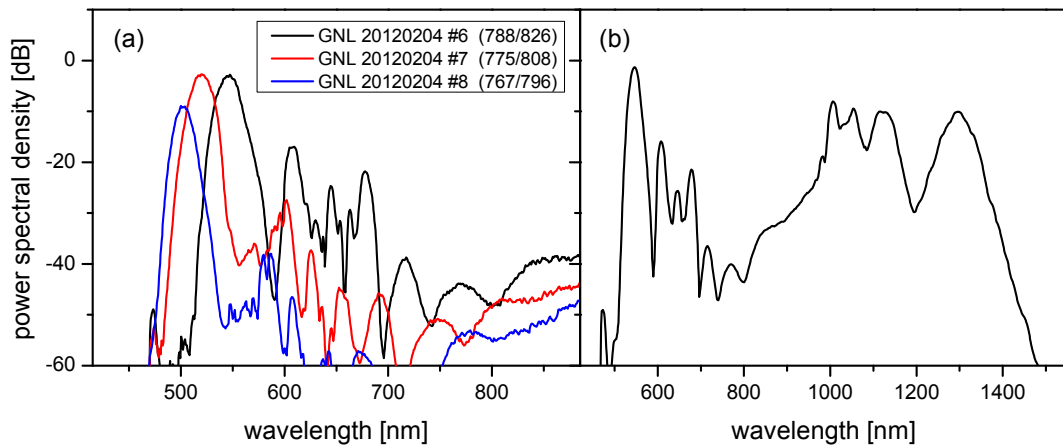 (a)
GNL 20120204 #6 (788/826)
GNL 20120204 #7 (775/808)
GNL 20120204 #8 (767/796)
(b)
power spectral density [dB]
0
-20
-40
-60
500 600 700 800
wavelength [nm]
600 800 1000 1200 1400
wavelength [nm]